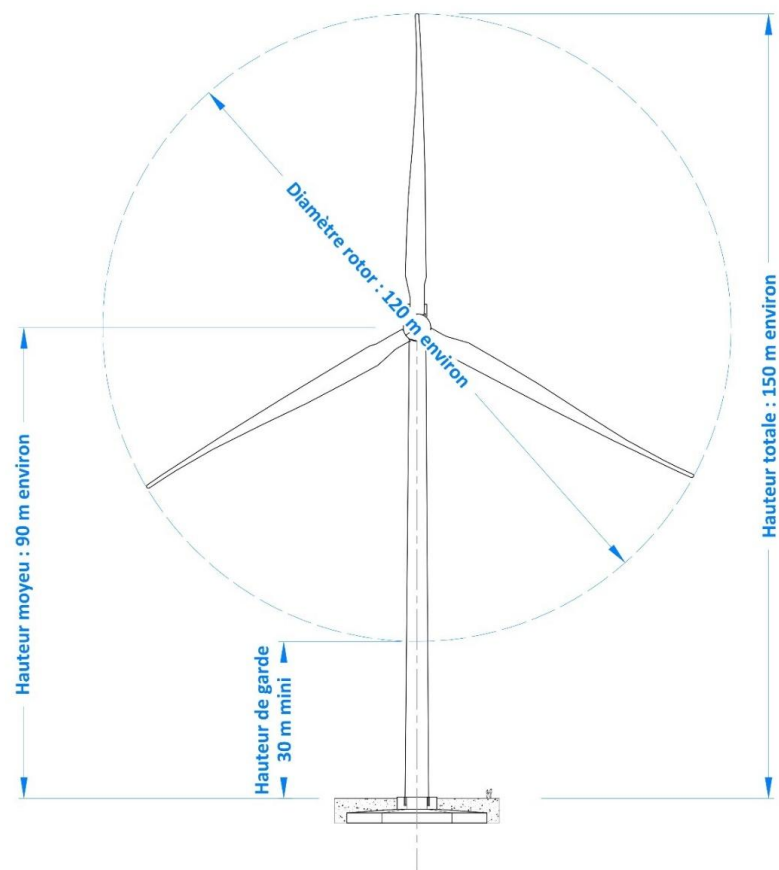 Diamètre rotor : 120 m environ
Hauteur totale : 150 m environ
Hauteur moyeu : 90 m environ
Hauteur de garde
30 m mini